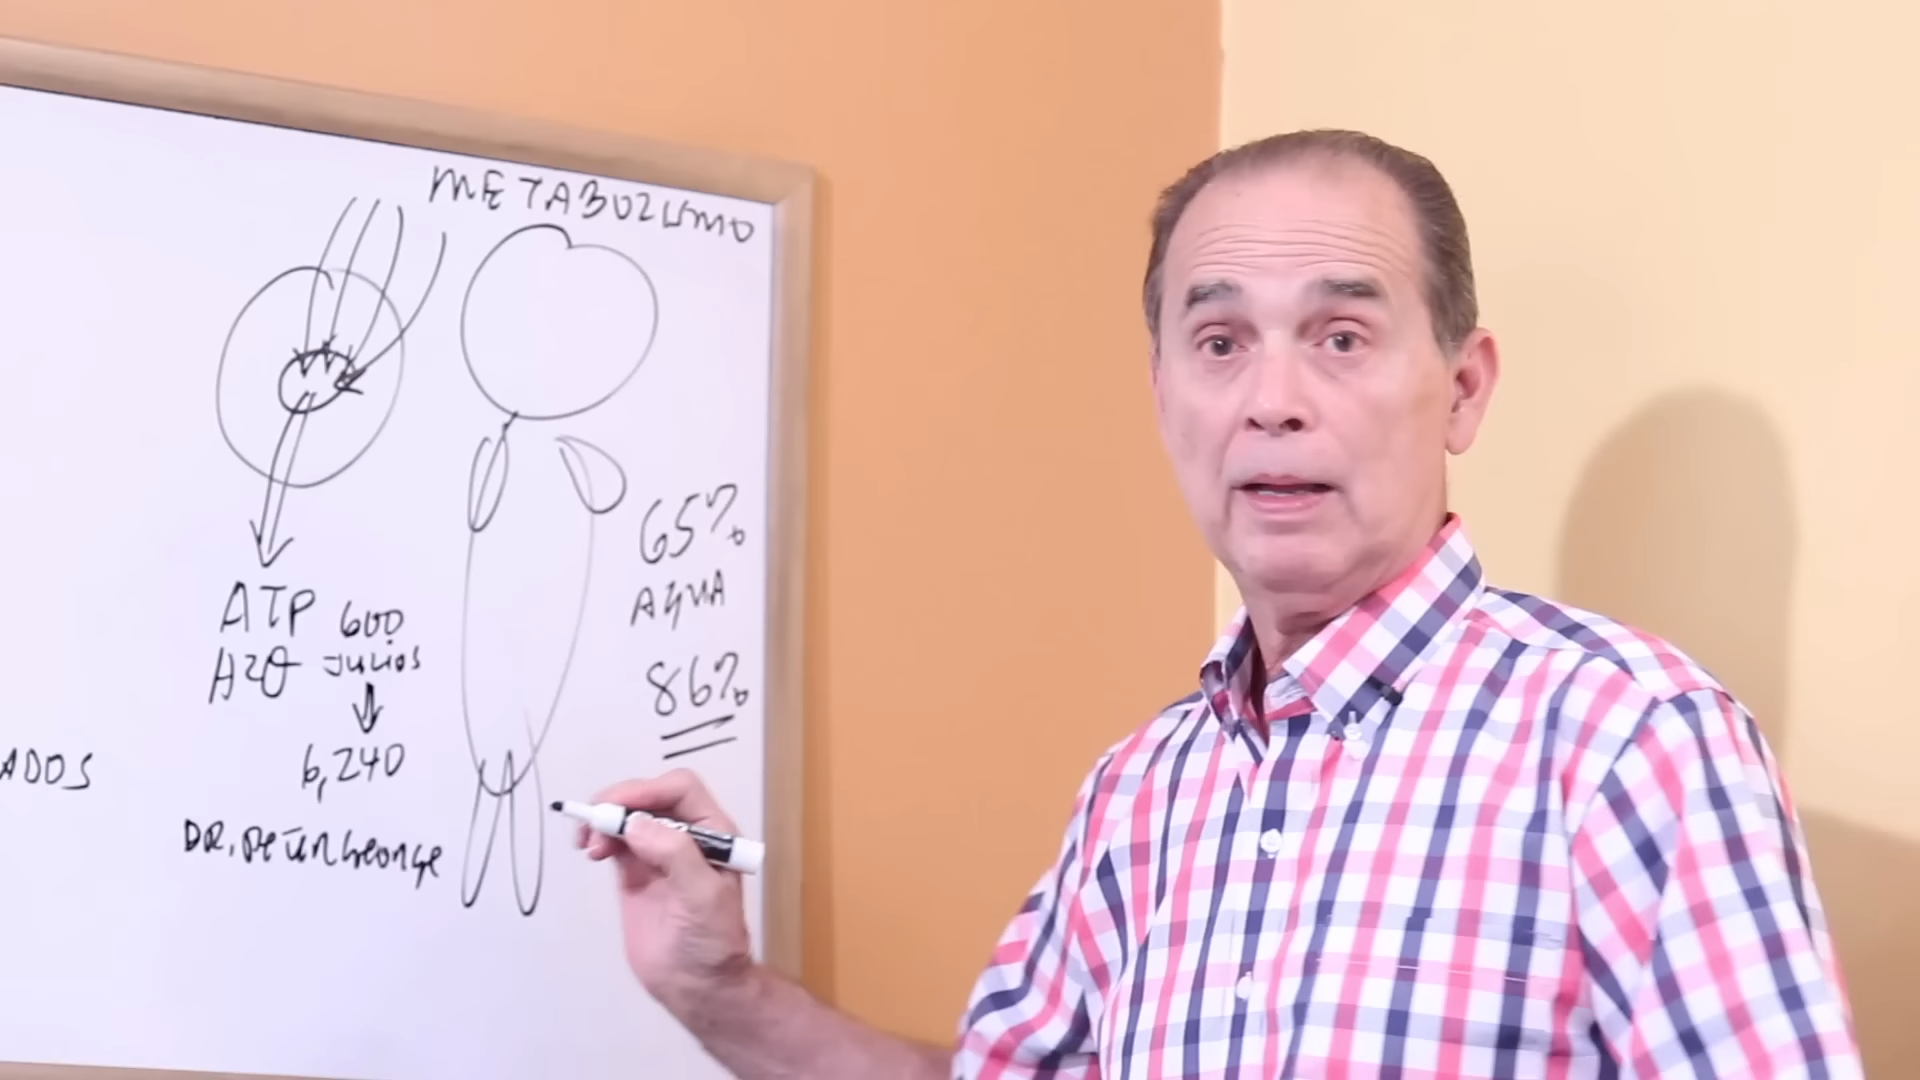 METABOLISMO
65%
AGUA
86%
ATP 600
H2O JULIOS
6,240
ADOS
DR. PETER GEORGE